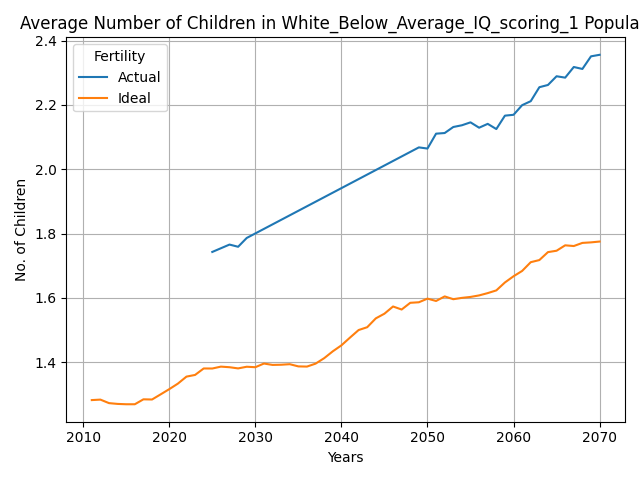 Average Number of Children in White_Below_Average_IQ_scoring_1 Popula
Fertility
Actual
Ideal
No. of Children
2.4
2.2
2.0
1.8
1.6
1.4
2010 2020 2030 2040 2050 2060 2070
Years